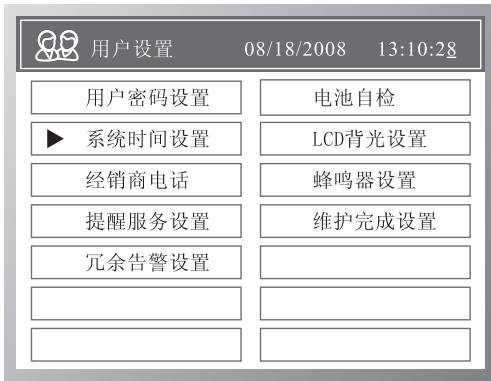 用户设置 08/18/2008 13:10:28
用户密码设置
系统时间设置
经销商电话
提醒服务设置
冗余告警设置
电池自检
LCD背光设置
蜂鸣器设置
维护完成设置